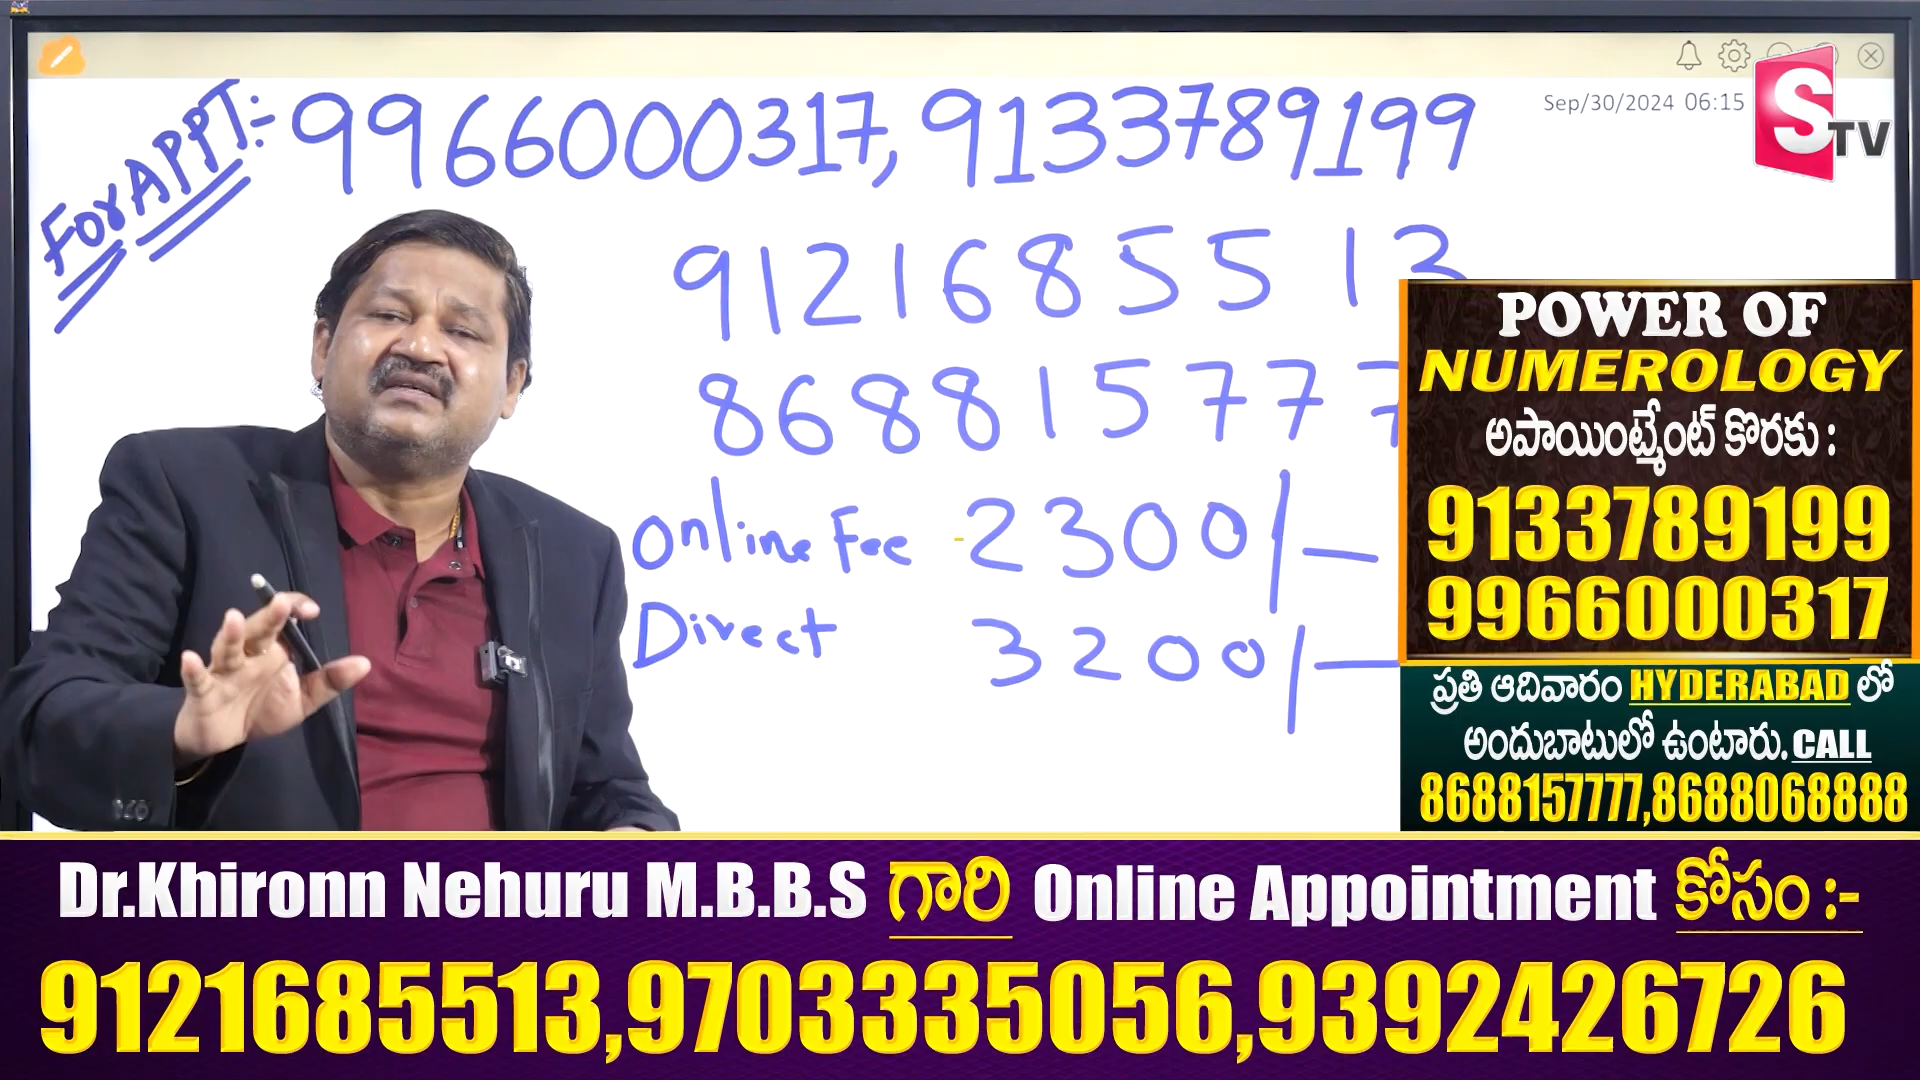 Sep/30/2024 06:15
STV
For APPT:- 9966000317, 9133789199
9121685513
868815777
Online Fee - 2300/-
Direct 3200/-
POWER OF
NUMEROLOGY
అపాయింట్మేంట్ కొరకు :
9133789199
9966000317
ప్రతి ఆదివారం HYDERABAD లో
అందుబాటులో ఉంటారు. CALL
8688157777,8688068888
Dr.Khironn Nehuru M.B.B.S గారి Online Appointment కోసం :-
9121685513,9703335056,9392426726